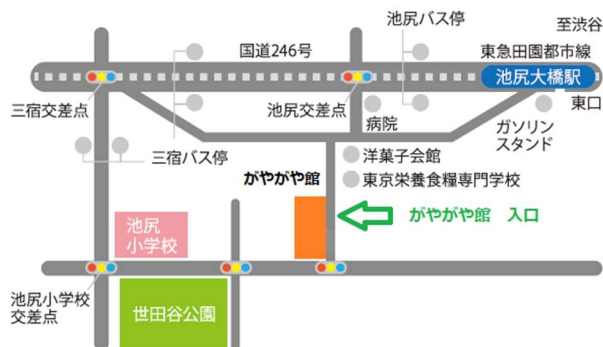 池尻バス停
至渋谷
国道246号
東急田園都市線
池尻大橋駅
三宿交差点
池尻交差点
東口
病院
ガソリン
スタンド
三宿バス停
洋菓子会館
がやがや館
東京栄養食糧専門学校
池尻
小学校
がやがや館 入口
池尻小学校
交差点
世田谷公園